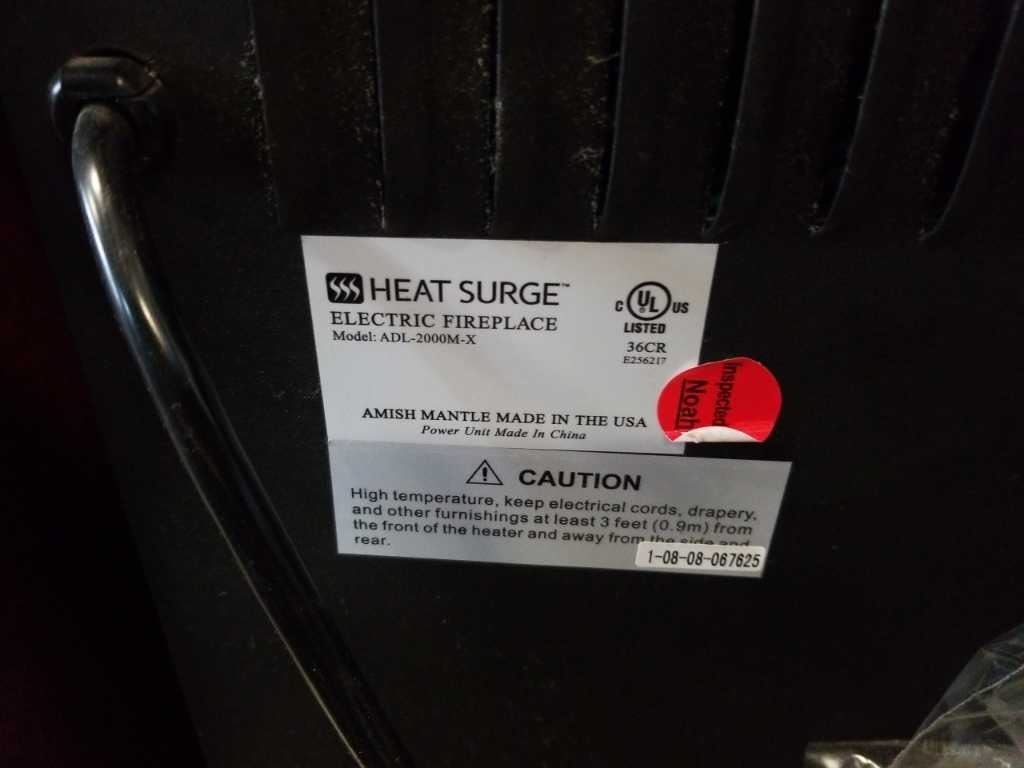 HEAT SURGE™
ELECTRIC FIREPLACE
Model: ADL-2000M-X
C UL US
LISTED
36CR
E256217
Inspected
Noah
AMISH MANTLE MADE IN THE USA
Power Unit Made In China
CAUTION
High temperature, keep electrical cords, drapery,
and other furnishings at least 3 feet (0.9m) from
the front of the heater and away from the side and
rear.
1-08-08-067625